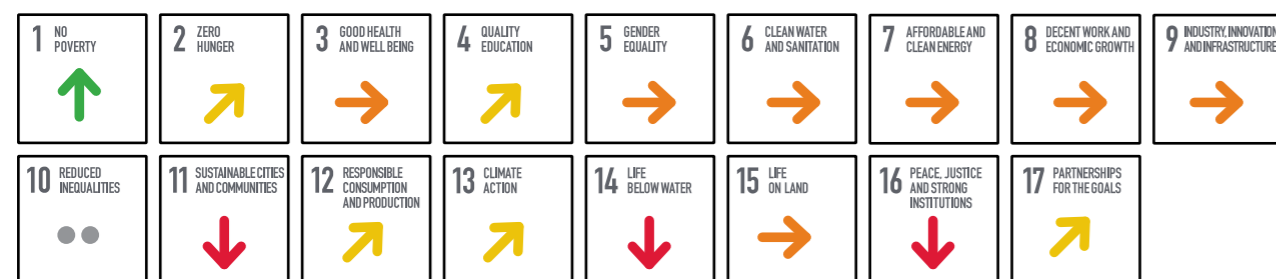 1 NO
POVERTY
2 ZERO
HUNGER
3 GOOD HEALTH
AND WELL BEING
4 QUALITY
EDUCATION
5 GENDER
EQUALITY
6 CLEAN WATER
AND SANITATION
7 AFFORDABLE AND
CLEAN ENERGY
8 DECENT WORK AND
ECONOMIC GROWTH
9 INDUSTRY, INNOVATION
AND INFRASTRUCTURE
10 REDUCED
INEQUALITIES
11 SUSTAINABLE CITIES
AND COMMUNITIES
12 RESPONSIBLE
CONSUMPTION
AND PRODUCTION
13 CLIMATE
ACTION
14 LIFE
BELOW WATER
15 LIFE
ON LAND
16 PEACE, JUSTICE
AND STRONG
INSTITUTIONS
17 PARTNERSHIPS
FOR THE GOALS